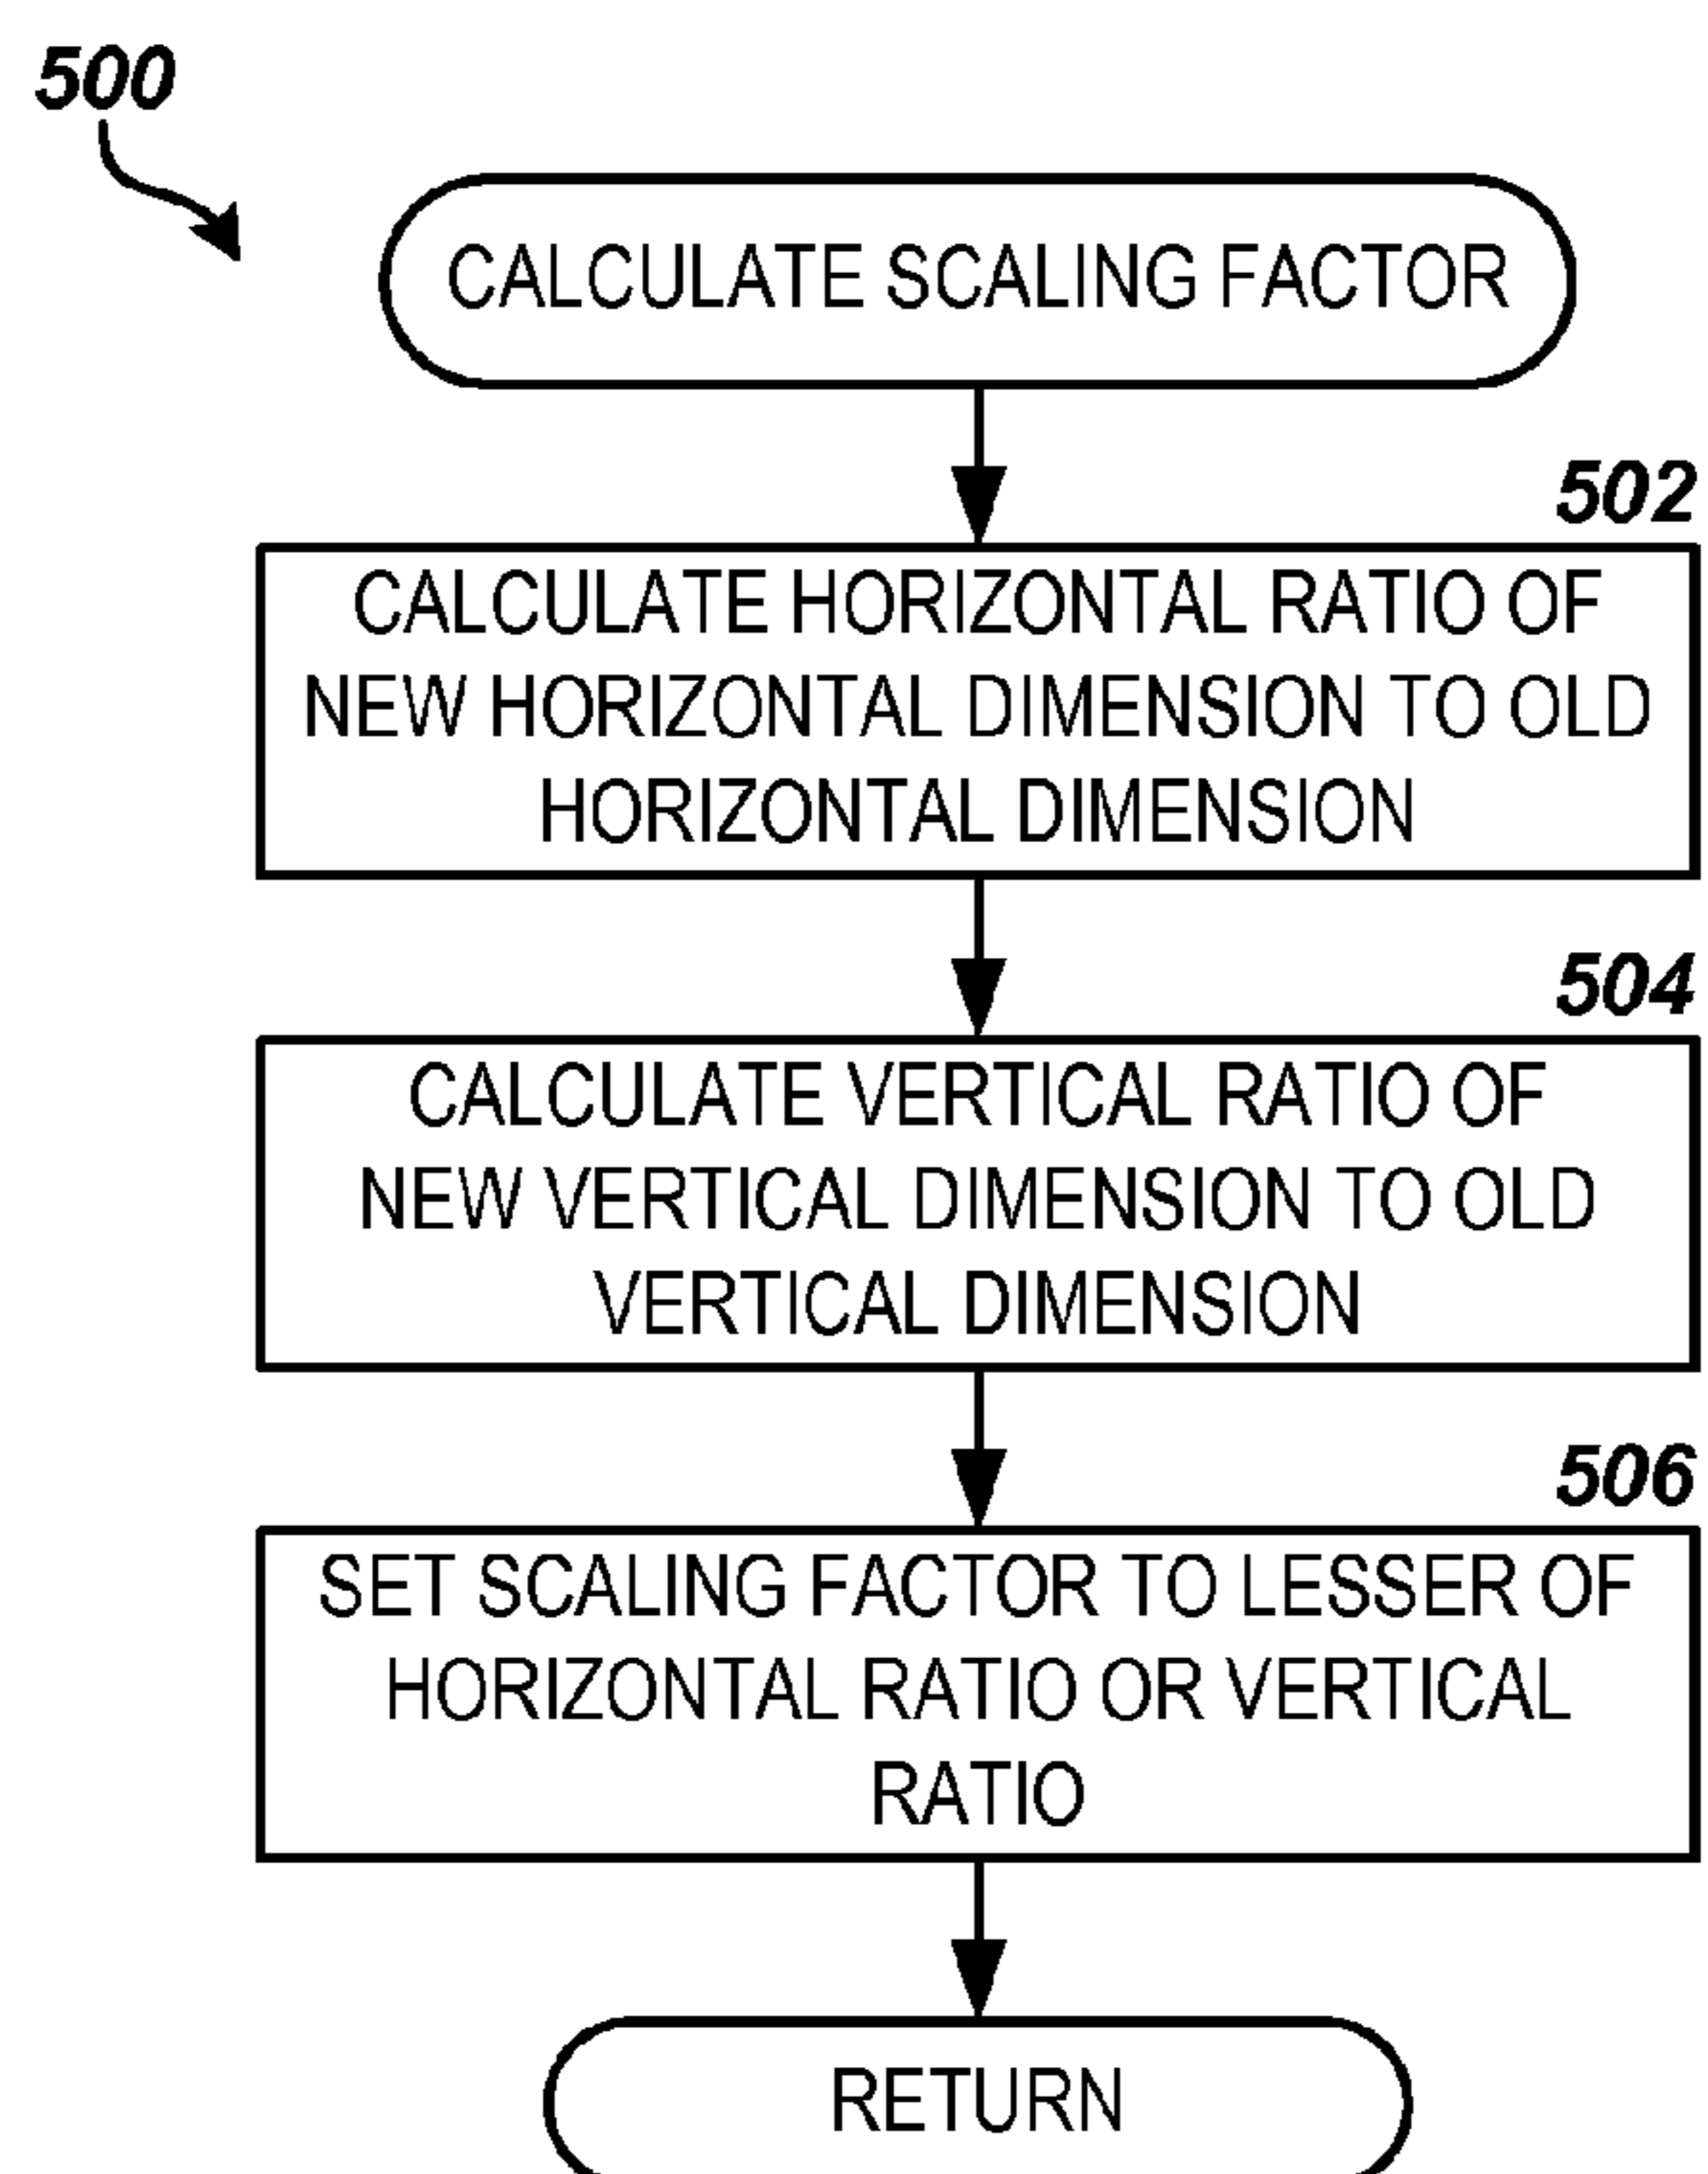 500
CALCULATE SCALING FACTOR
502
CALCULATE HORIZONTAL RATIO OF
NEW HORIZONTAL DIMENSION TO OLD
HORIZONTAL DIMENSION
504
CALCULATE VERTICAL RATIO OF
NEW VERTICAL DIMENSION TO OLD
VERTICAL DIMENSION
506
SET SCALING FACTOR TO LESSER OF
HORIZONTAL RATIO OR VERTICAL
RATIO
RETURN